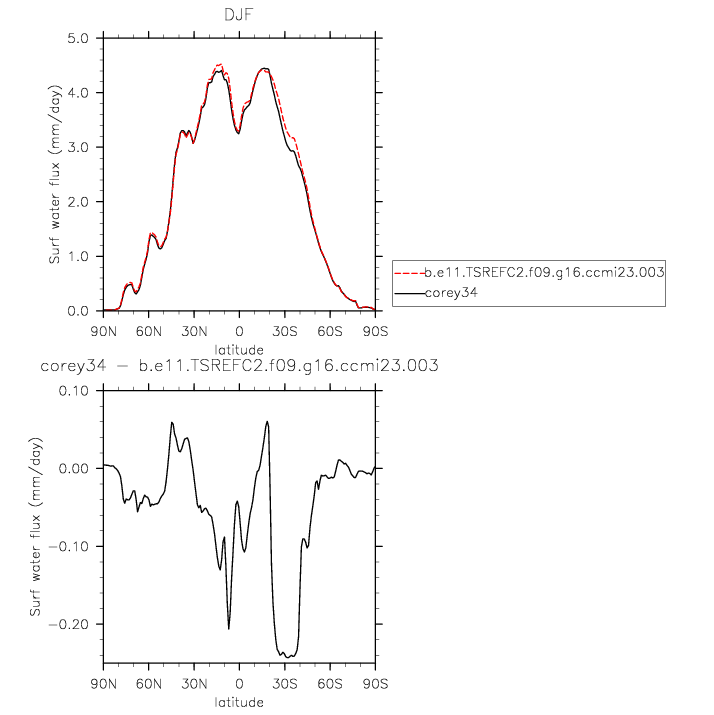 DJF
5.0
4.0
3.0
2.0
1.0
0.0
Surf water flux (mm/day)
90N 60N 30N 0 30S 60S 90S
latitude
b.e11.TSREFC2.f09.g16.ccmi23.003
corey34
corey34 − b.e11.TSREFC2.f09.g16.ccmi23.003
0.10
0.00
−0.10
−0.20
Surf water flux (mm/day)
90N 60N 30N 0 30S 60S 90S
latitude